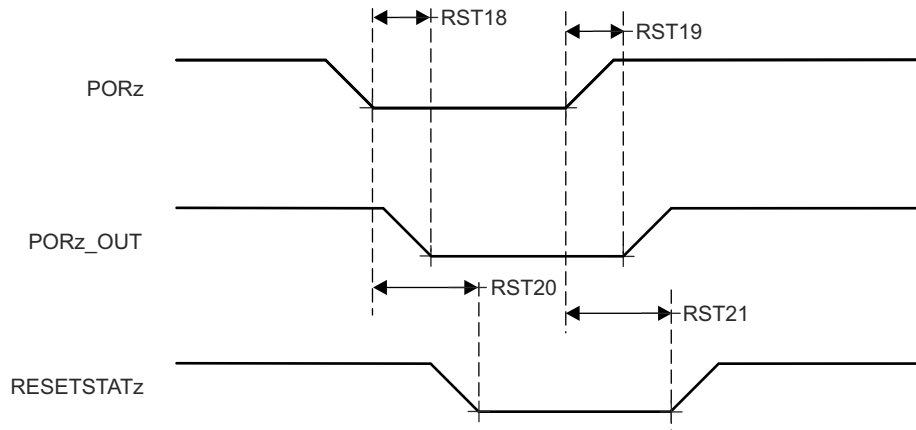 RST18
RST19
PORz
PORz_OUT
RST20
RST21
RESETSTATz